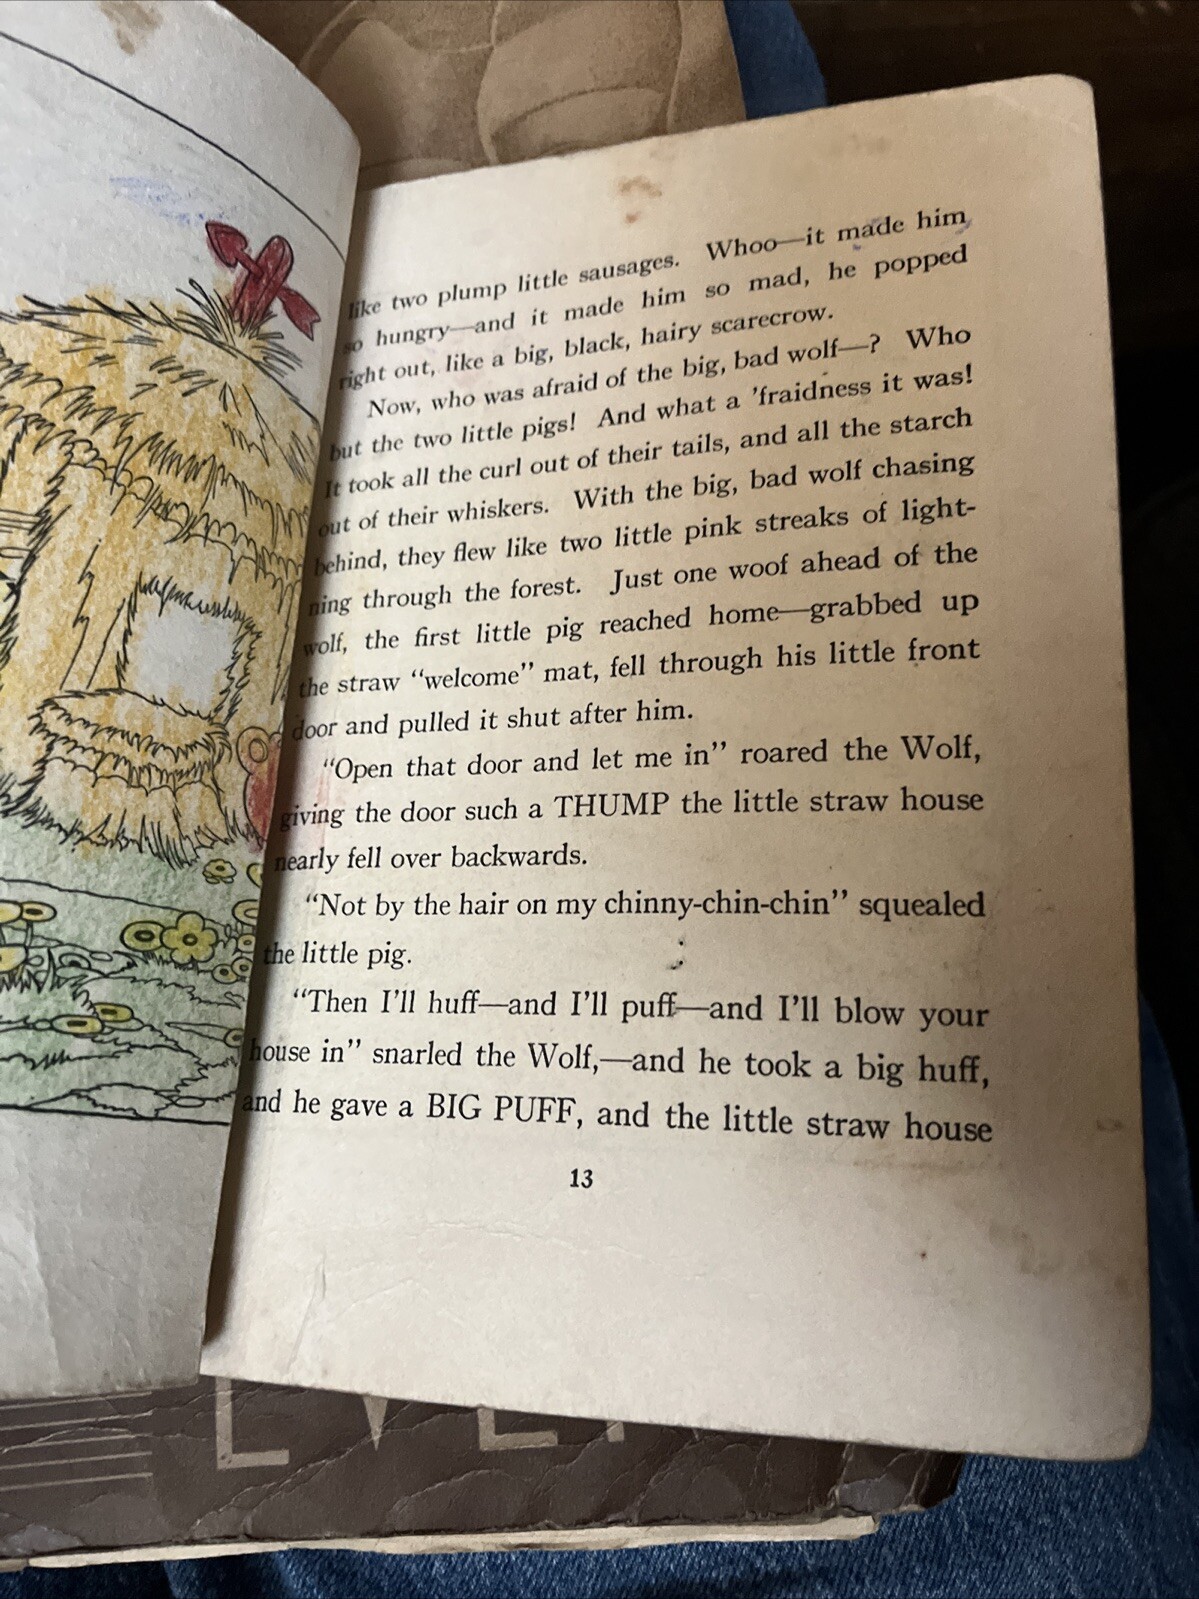 like two plump little sausages. Whoo—it made him
so hungry—and it made him so mad, he popped
right out, like a big, black, hairy scarecrow.
Now, who was afraid of the big, bad wolf—? Who
but the two little pigs! And what a 'fraidness it was!
It took all the curl out of their tails, and all the starch
out of their whiskers. With the big, bad wolf chasing
behind, they flew like two little pink streaks of light-
ning through the forest. Just one woof ahead of the
wolf, the first little pig reached home—grabbed up
the straw “welcome” mat, fell through his little front
door and pulled it shut after him.
“Open that door and let me in” roared the Wolf,
giving the door such a THUMP the little straw house
nearly fell over backwards.
“Not by the hair on my chinny-chin-chin” squealed
the little pig.
“Then I'll huff—and I'll puff—and I'll blow your
house in” snarled the Wolf,—and he took a big huff,
and he gave a BIG PUFF, and the little straw house
13